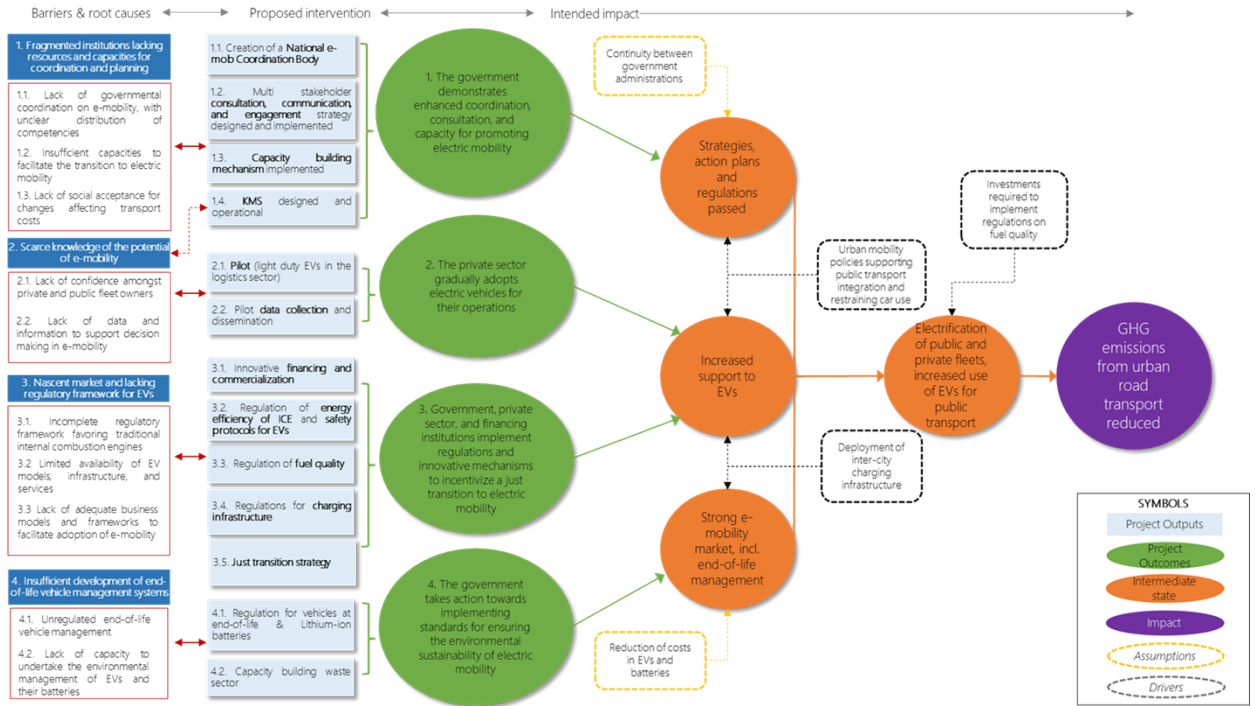 Barriers & root causes
Proposed intervention
Intended impact
1. Fragmented institutions lacking
resources and capacities for
coordination and planning
1.1. Lack of governmental
coordination on e-mobility, with
unclear distribution of
competencies
1.2. Insufficient capacities to
facilitate the transition to electric
mobility
1.3. Lack of social acceptance for
changes affecting transport
costs
2. Scarce knowledge of the potential
of e-mobility
2.1. Lack of confidence amongst
private and public fleet owners
2.2. Lack of data and
information to support decision
making in e-mobility
3. Nascent market and lacking
regulatory framework for EVs
3.1. Incomplete regulatory
framework favoring traditional
internal combustion engines
3.2 Limited availability of EV
models, infrastructure, and
services
3.3 Lack of adequate business
models and frameworks to
facilitate adoption of e-mobility
4. Insufficient development of end-
of-life vehicle management systems
4.1. Unregulated end-of-life
vehicle management
4.2. Lack of capacity to
undertake the environmental
management of EVs and
their batteries
1.1. Creation of a National e-
mob Coordination Body
1.2. Multi stakeholder
consultation, communication,
and engagement strategy
designed and implemented
1.3. Capacity building
mechanism implemented
1.4. KMS designed and
operational
2.1. Pilot (light duty EVs in the
logistics sector)
2.2. Pilot data collection and
dissemination
3.1. Innovative financing and
commercialization
3.2. Regulation of energy
efficiency of ICE and safety
protocols for EVs
3.3. Regulation of fuel quality
3.4. Regulations for charging
infrastructure
3.5. Just transition strategy
4.1. Regulation for vehicles at
end-of-life & Lithium-ion
batteries
4.2. Capacity building waste
sector
1. The government
demonstrates enhanced
coordination, consultation,
and capacity for promoting
electric mobility
2. The private sector
gradually adopts
electric vehicles for
their operations
3. Government, private
sector, and financing
institutions implement
regulations and
innovative mechanisms
to incentivize a just
transition to electric
mobility
4. The government
takes action towards
implementing
standards for ensuring
the environmental
sustainability of electric
mobility
Continuity between
government
administrations
Strategies,
action plans
and
regulations
passed
Urban mobility
policies supporting
public transport
integration and
restraining car use
Increased
support to
EVs
Deployment of
inter-city
charging
infrastructure
Strong e-
mobility
market, incl.
end-of-life
management
Reduction of costs
in EVs and
batteries
Investments
required to
implement
regulations on
fuel quality
Electrification
of public and
private fleets,
increased use
of EVs for
public
transport
GHG
emissions
from urban
road
transport
reduced
SYMBOLS
Project Outputs
Project
Outcomes
Intermediate
state
Impact
Assumptions
Drivers